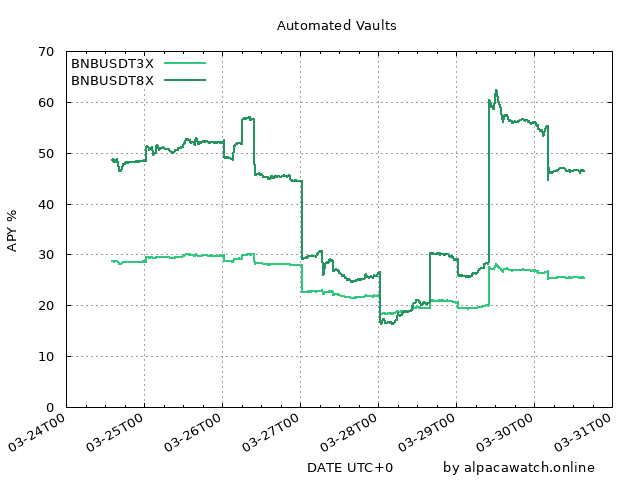 Automated Vaults
BNBUSDT3X
BNBUSDT8X
APY %
70
60
50
40
30
20
10
0
03-24T00
03-25T00
03-26T00
03-27T00
03-28T00
03-29T00
03-30T00
03-31T00
DATE UTC+0
by alpacawatch.online